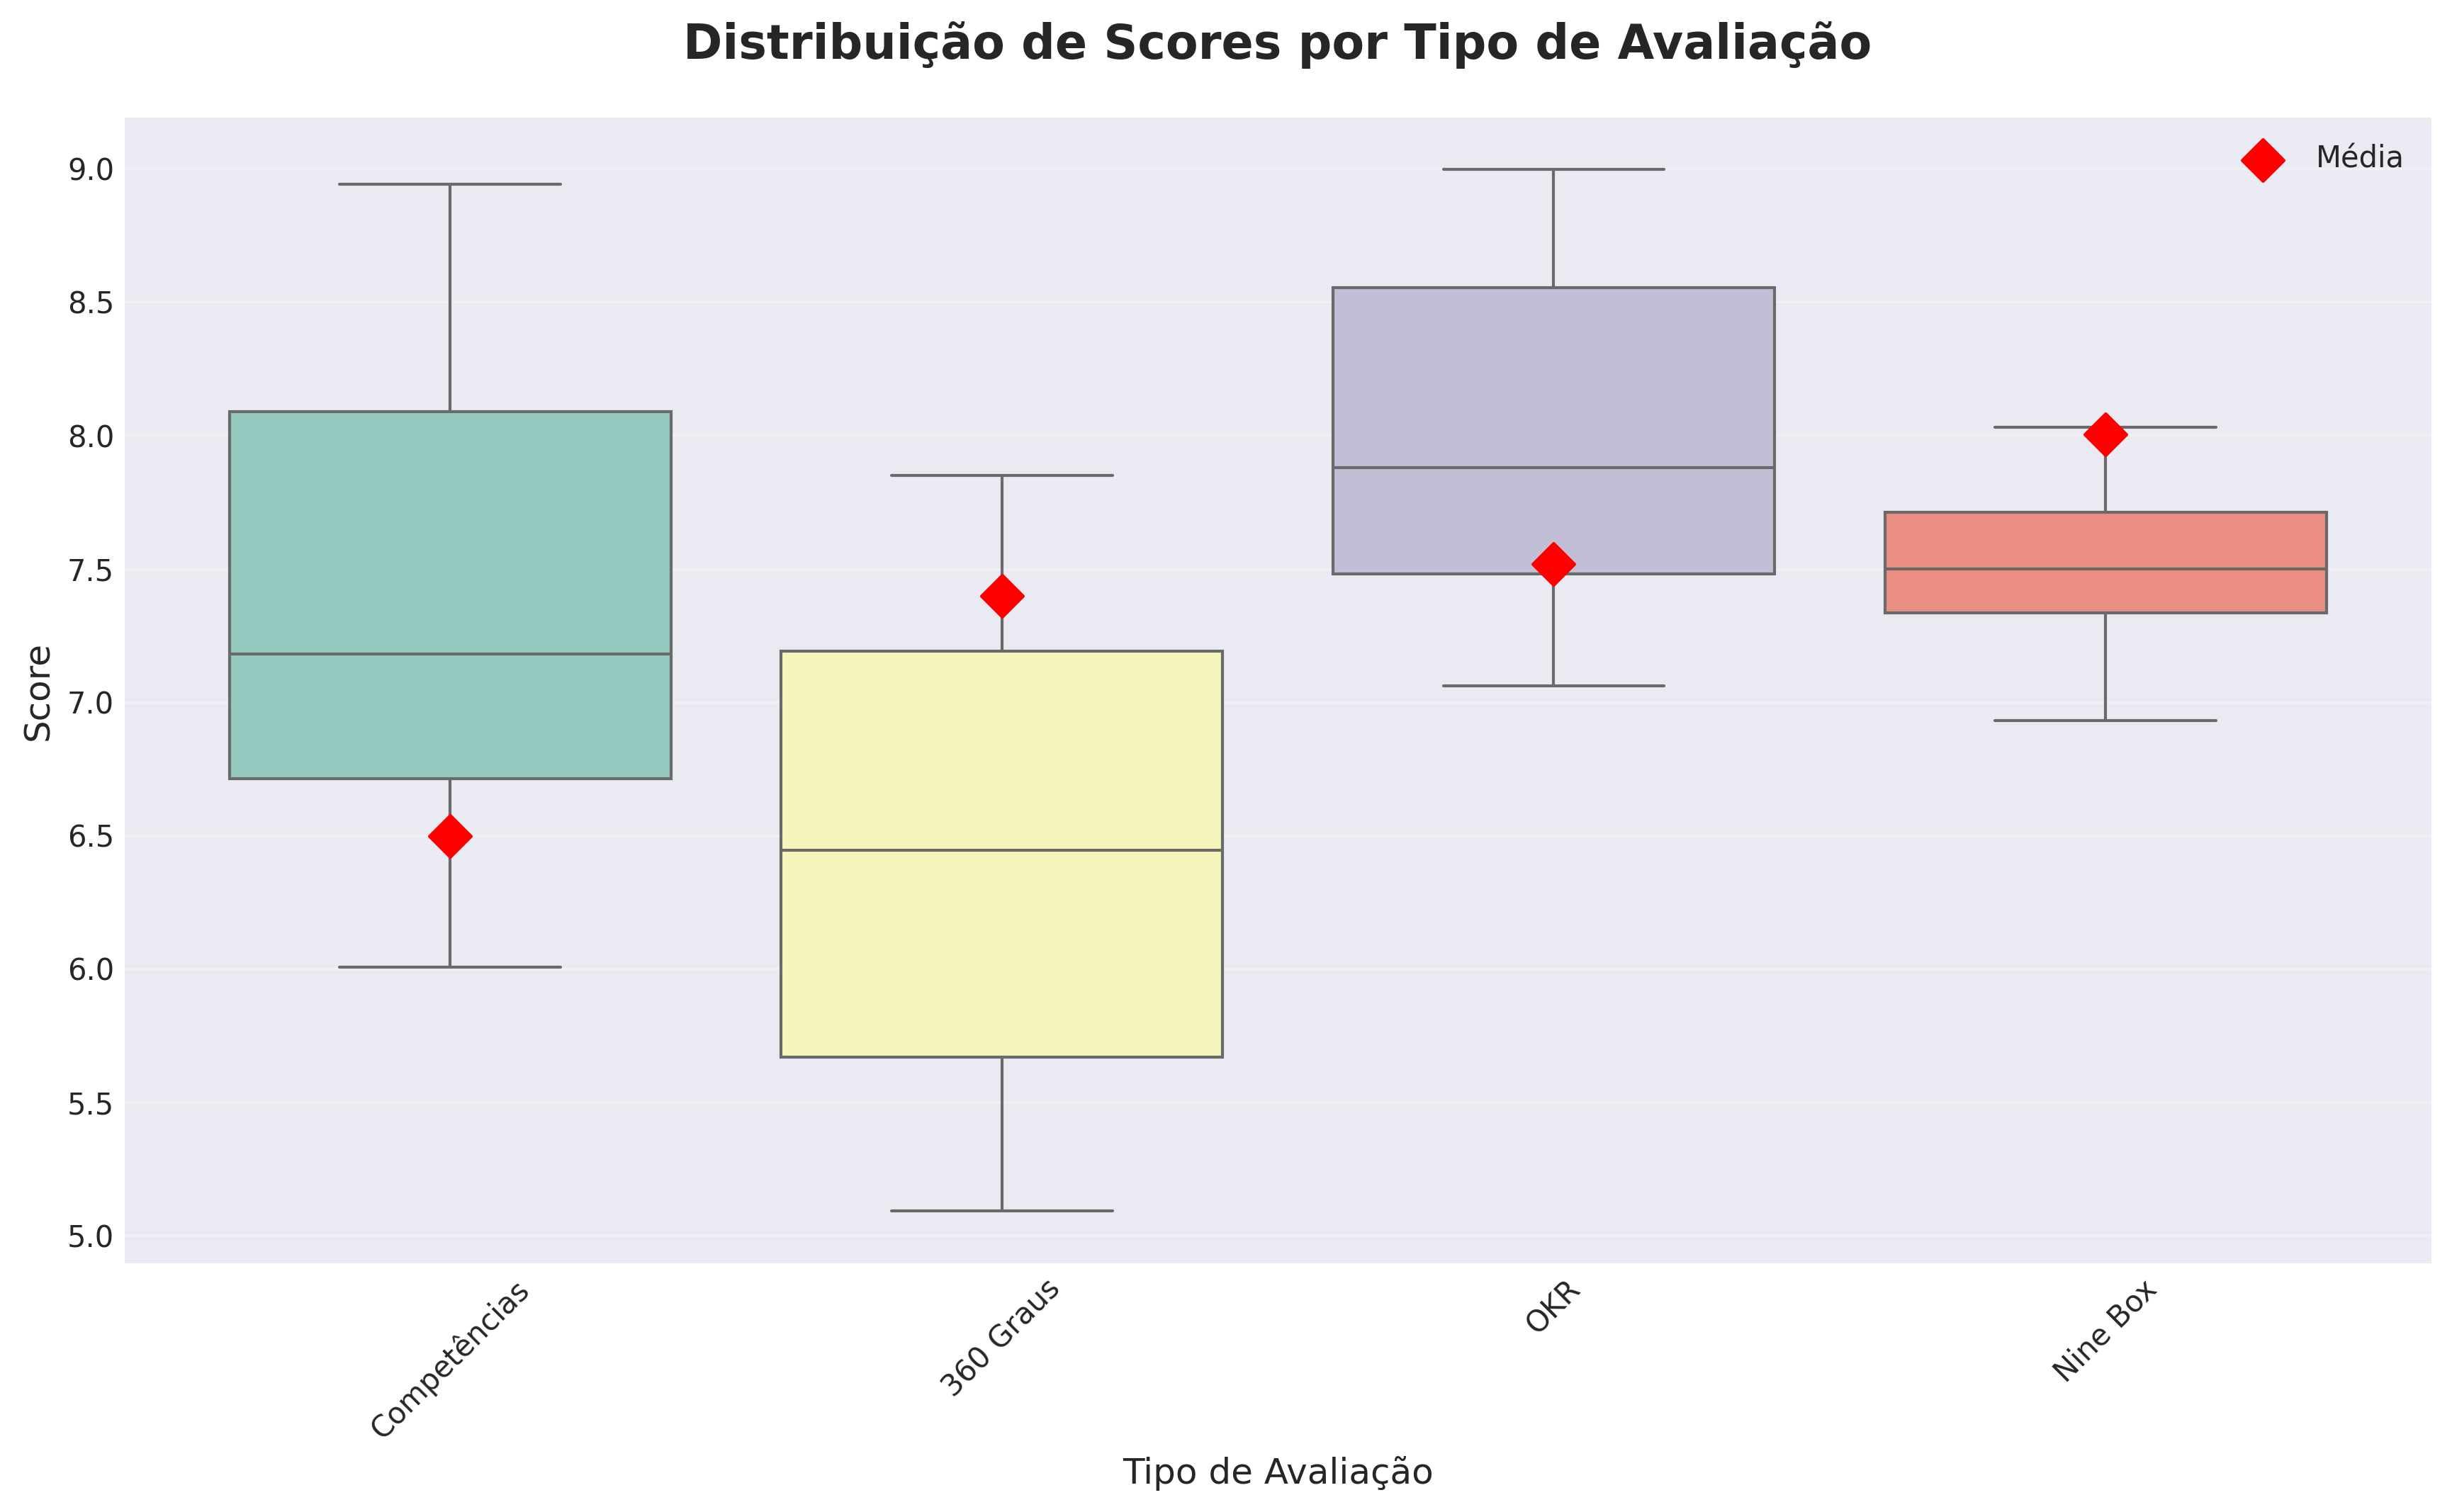 Distribuição de Scores por Tipo de Avaliação
Média
9.0
8.5
8.0
7.5
7.0
6.5
6.0
5.5
5.0
Score
Competências
360 Graus
OKR
Nine Box
Tipo de Avaliação